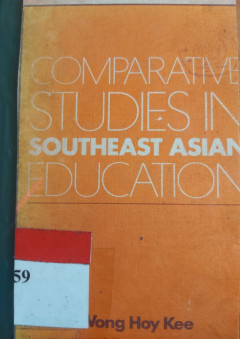 COMPARATIVE
STUDIES IN
SOUTHEAST ASIAN
EDUCATION
59
Wong Hoy Kee